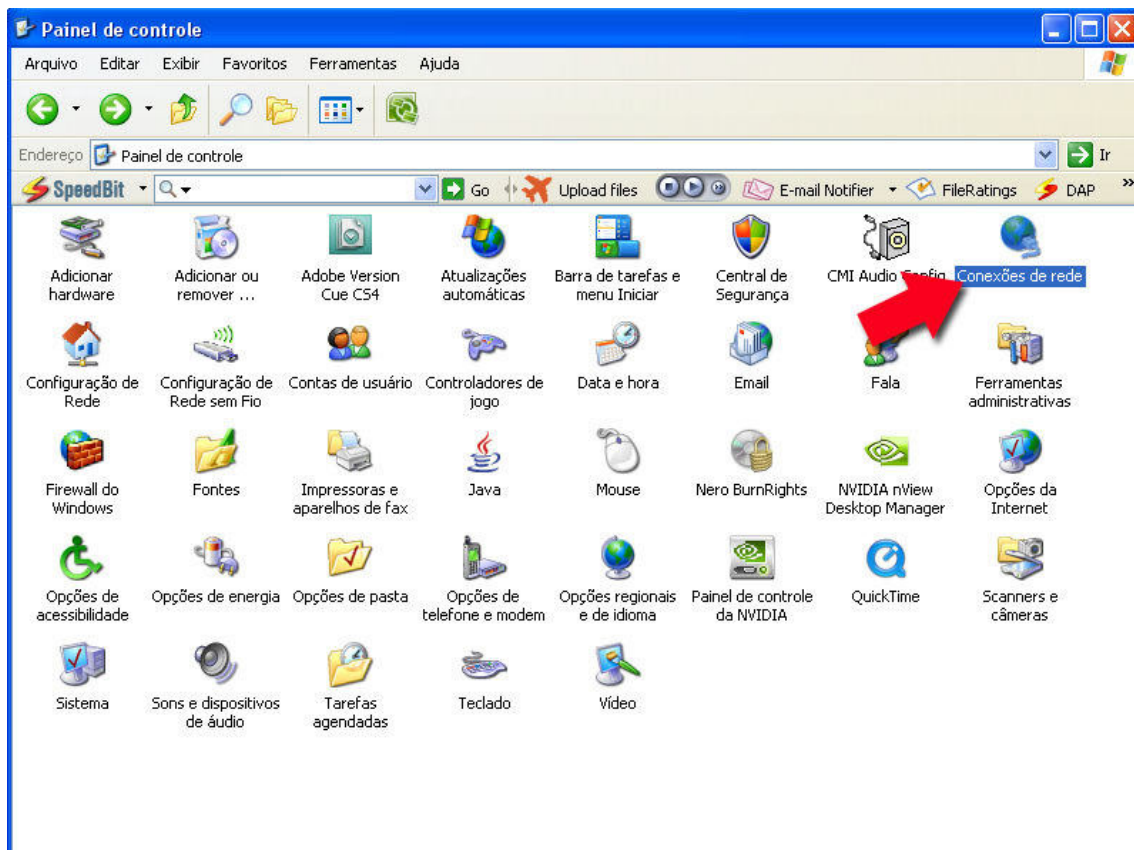 Painel de controle
Arquivo Editar Exibir Favoritos Ferramentas Ajuda
Endereço Painel de controle Ir
SpeedBit Go Upload files E-mail Notifier FileRatings DAP »
Adicionar hardware
Adicionar ou remover ...
Adobe Version Cue CS4
Atualizações automáticas
Barra de tarefas e menu Iniciar
Central de Segurança
CMI Audio Config
Conexões de rede
Configuração de Rede
Configuração de Rede sem Fio
Contas de usuário
Controladores de jogo
Data e hora
Email
Fala
Ferramentas administrativas
Firewall do Windows
Fontes
Impressoras e aparelhos de fax
Java
Mouse
Nero BurnRights
NVIDIA nView Desktop Manager
Opções da Internet
Opções de acessibilidade
Opções de energia
Opções de pasta
Opções de telefone e modem
Opções regionais e de idioma
Painel de controle da NVIDIA
QuickTime
Scanners e câmeras
Sistema
Sons e dispositivos de áudio
Tarefas agendadas
Teclado
Vídeo